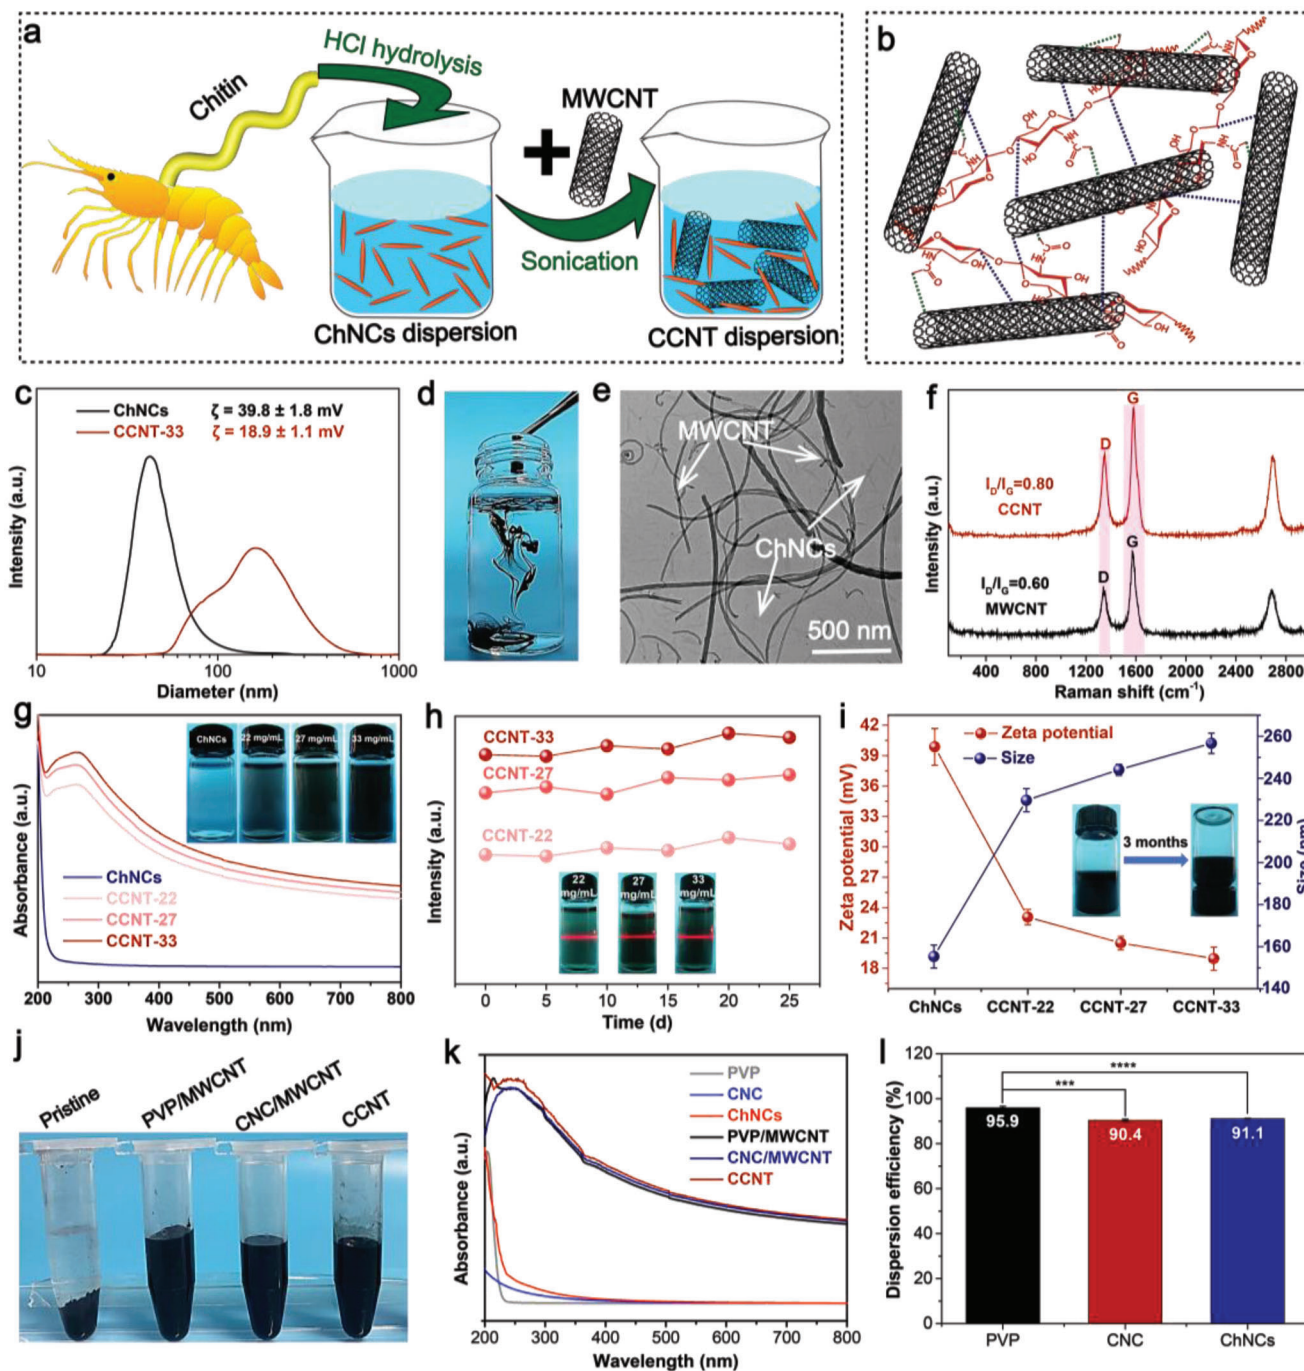 a
Chitin
HCl hydrolysis
MWCNT
+
Sonication
ChNCs dispersion
CCNT dispersion
b
HO
NH
O
OH
c
ChNCs ζ = 39.8 ± 1.8 mV
CCNT-33 ζ = 18.9 ± 1.1 mV
Intensity (a.u.)
10 100 1000
Diameter (nm)
d
e
MWCNT
ChNCs
500 nm
f
G
D
I_D/I_G=0.80
CCNT
G
D
I_D/I_G=0.60
MWCNT
Intensity (a.u.)
400 800 1200 1600 2000 2400 2800
Raman shift (cm⁻¹)
g
ChNCs 22 mg/mL 27 mg/mL 33 mg/mL
ChNCs
CCNT-22
CCNT-27
CCNT-33
Absorbance (a.u.)
200 300 400 500 600 700 800
Wavelength (nm)
h
CCNT-33
CCNT-27
CCNT-22
22 mg/mL
27 mg/mL
33 mg/mL
Intensity (a.u.)
0 5 10 15 20 25
Time (d)
i
Zeta potential
Size
3 months
Zeta potential (mV)
42
39
36
33
30
27
24
21
18
Size (nm)
260
240
220
200
180
160
140
ChNCs CCNT-22 CCNT-27 CCNT-33
j
Pristine
PVP/MWCNT
CNC/MWCNT
CCNT
k
PVP
CNC
ChNCs
PVP/MWCNT
CNC/MWCNT
CCNT
Absorbance (a.u.)
200 300 400 500 600 700 800
Wavelength (nm)
l
Dispersion efficiency (%)
120
100
80
60
40
20
0
****
***
95.9
90.4
91.1
PVP CNC ChNCs